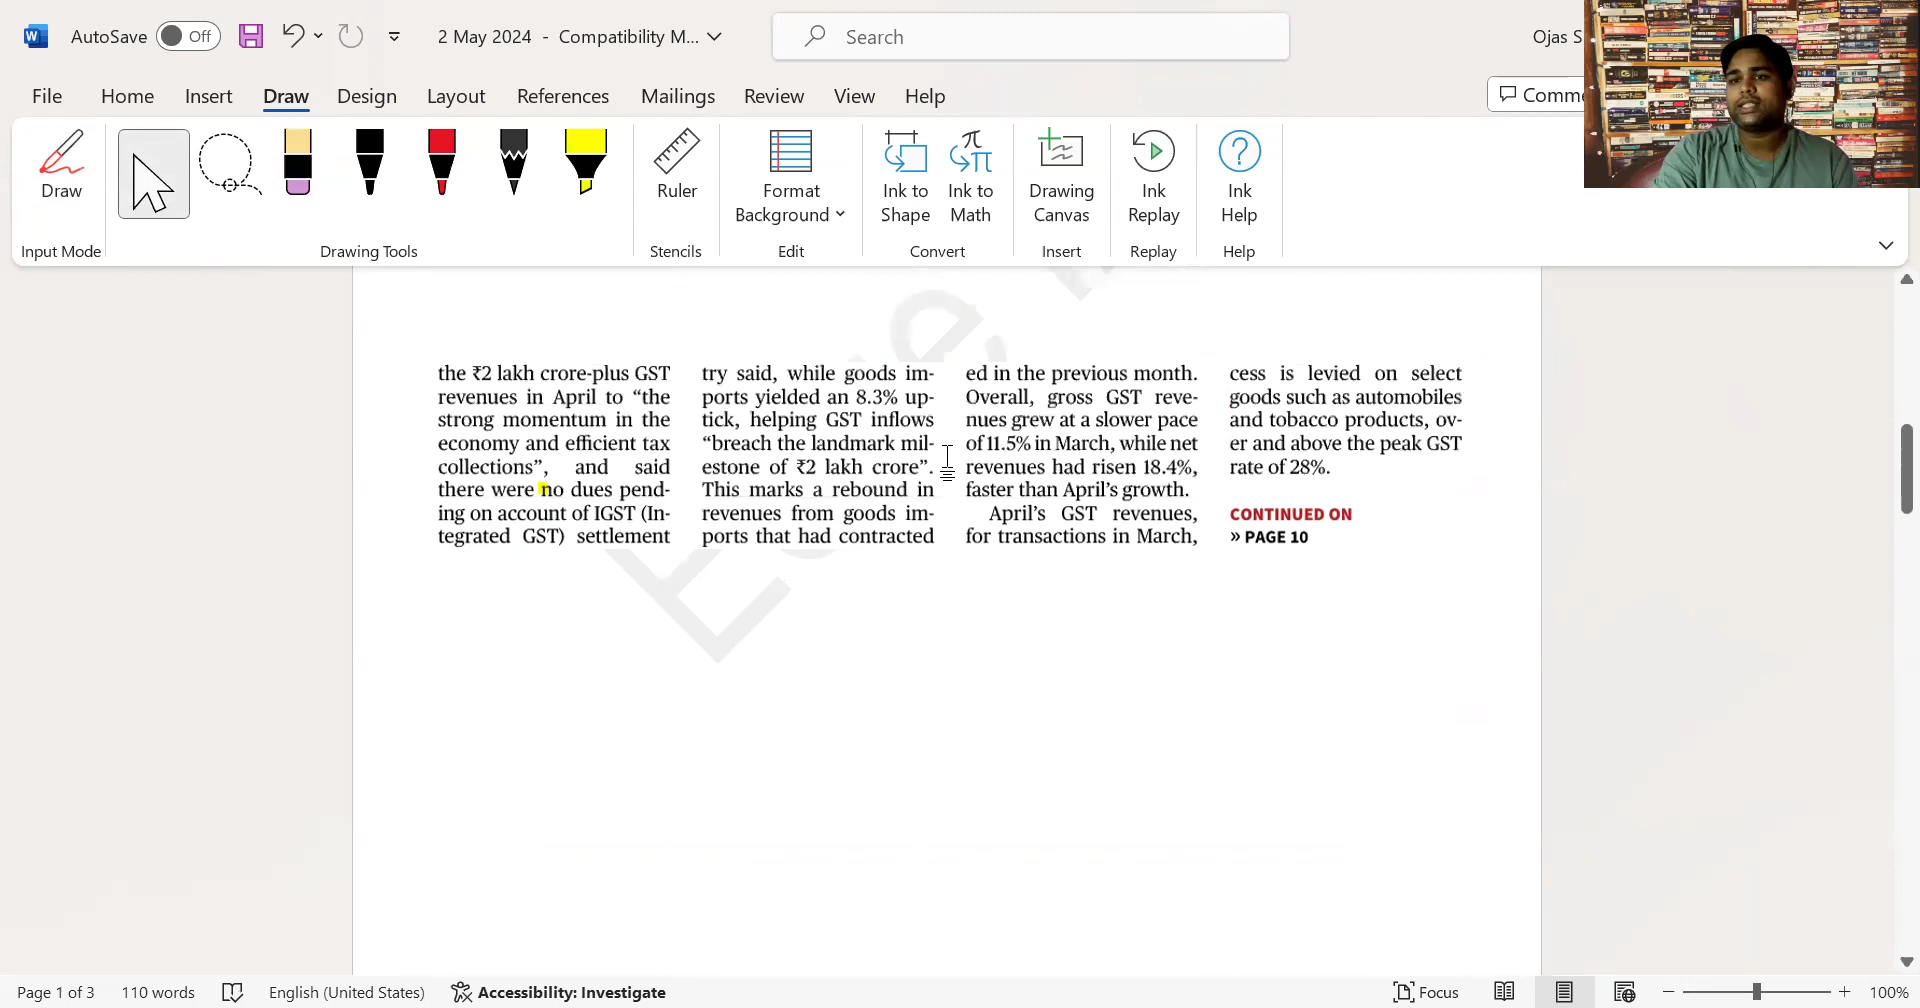 AutoSave Off 2 May 2024 - Compatibility M... Search Ojas S
File Home Insert Draw Design Layout References Mailings Review View Help Comme
Draw
Ruler
Format
Background
Ink to
Shape
Ink to
Math
Drawing
Canvas
Ink
Replay
Ink
Help
Input Mode Drawing Tools Stencils Edit Convert Insert Replay Help
the ₹2 lakh crore-plus GST
revenues in April to “the
strong momentum in the
economy and efficient tax
collections”, and said
there were no dues pend-
ing on account of IGST (In-
tegrated GST) settlement
try said, while goods im-
ports yielded an 8.3% up-
tick, helping GST inflows
“breach the landmark mil-
estone of ₹2 lakh crore”.
This marks a rebound in
revenues from goods im-
ports that had contracted
ed in the previous month.
Overall, gross GST reve-
nues grew at a slower pace
of 11.5% in March, while net
revenues had risen 18.4%,
faster than April’s growth.
April’s GST revenues,
for transactions in March,
cess is levied on select
goods such as automobiles
and tobacco products, ov-
er and above the peak GST
rate of 28%.
CONTINUED ON
» PAGE 10
Page 1 of 3 110 words English (United States) Accessibility: Investigate Focus 100%